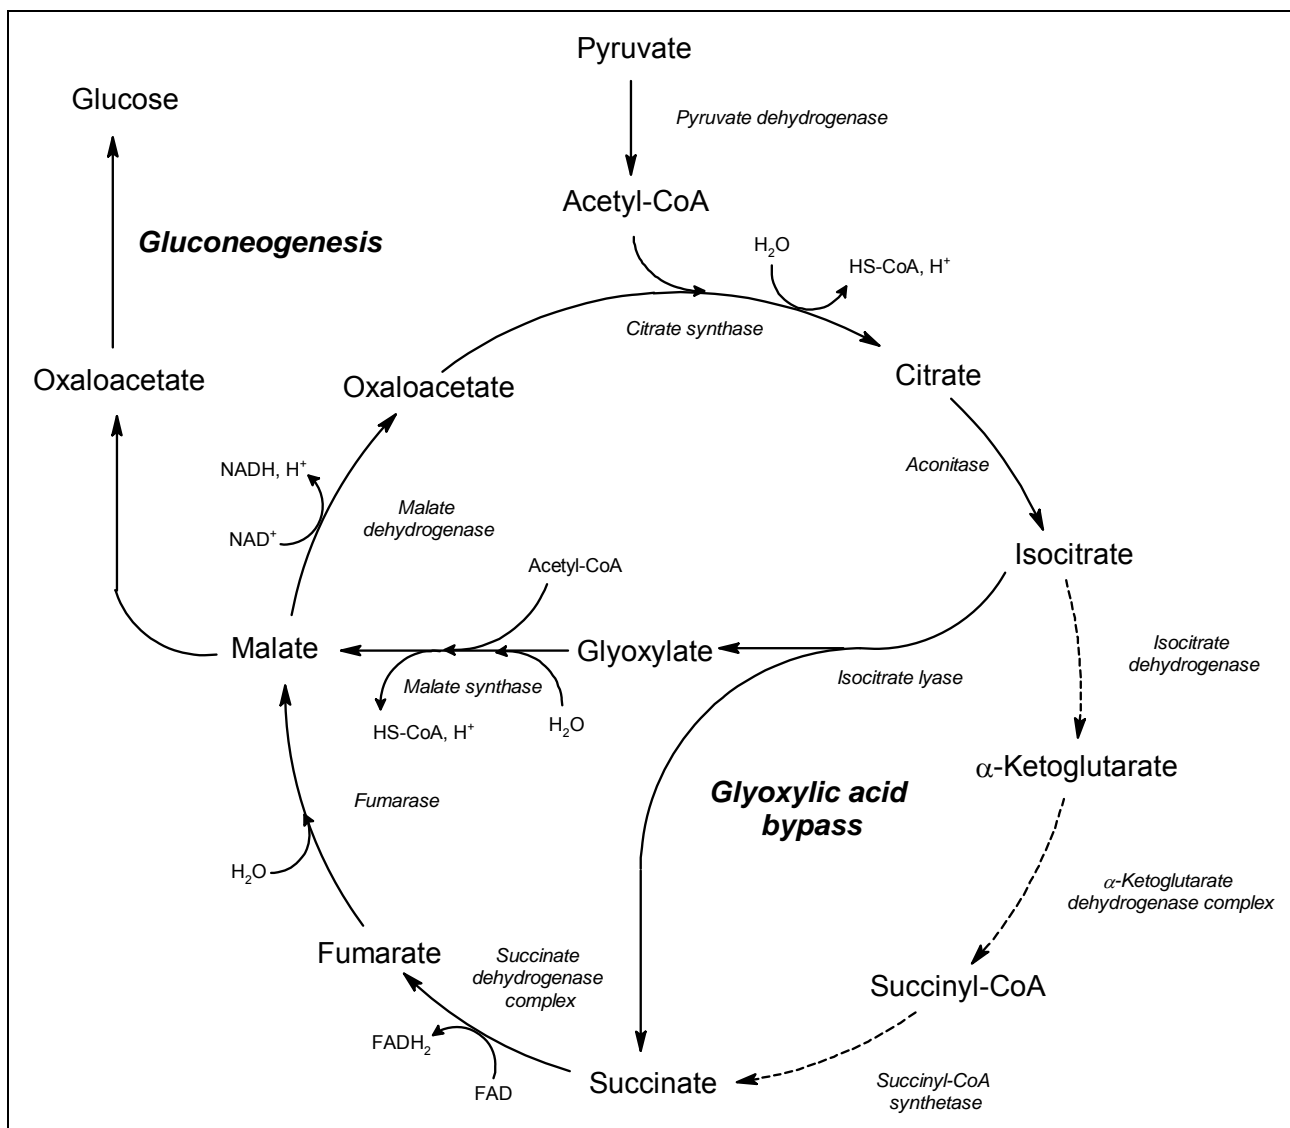 Pyruvate
Glucose
Pyruvate dehydrogenase
Acetyl-CoA
Gluconeogenesis
H₂O
HS-CoA, H⁺
Citrate synthase
Oxaloacetate
Oxaloacetate
Citrate
NADH, H⁺
Aconitase
Malate
dehydrogenase
NAD⁺
Isocitrate
Acetyl-CoA
Malate
Glyoxylate
Isocitrate
dehydrogenase
Malate synthase
Isocitrate lyase
HS-CoA, H⁺
H₂O
α-Ketoglutarate
Fumarase
Glyoxylic acid
bypass
H₂O
α-Ketoglutarate
dehydrogenase complex
Fumarate
Succinate
dehydrogenase
complex
Succinyl-CoA
FADH₂
FAD
Succinate
Succinyl-CoA
synthetase